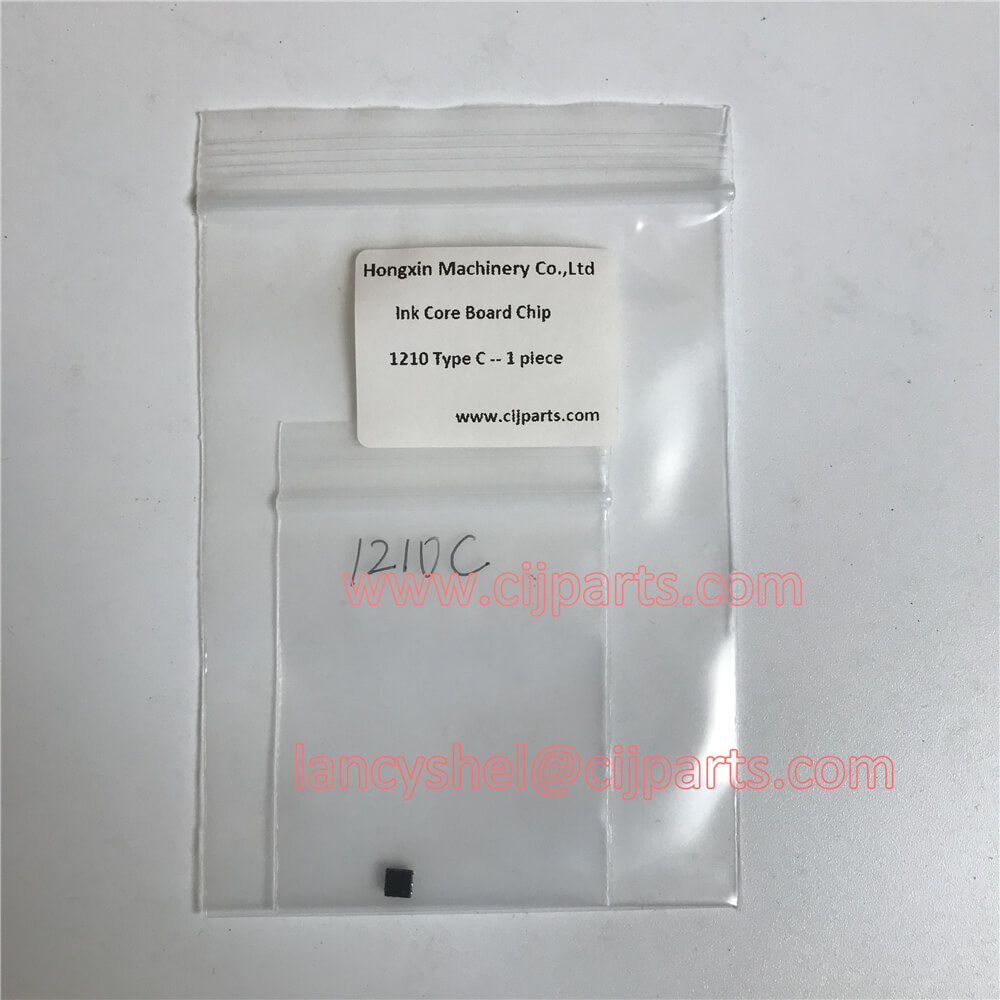 Hongxin Machinery Co.,Ltd
Ink Core Board Chip
1210 Type C -- 1 piece
www.cijparts.com
1210C
www.cijparts.com
lancyshel@cijparts.com